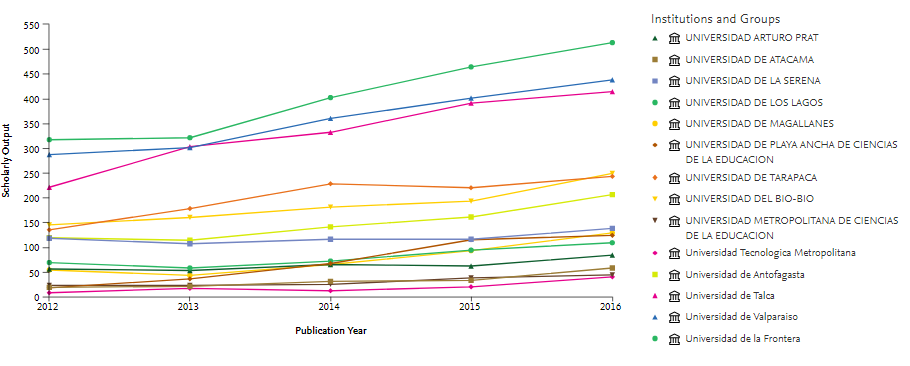 550
500
450
400
350
300
250
200
150
100
50
0
Scholarly Output
2012
2013
2014
2015
2016
Publication Year
Institutions and Groups
UNIVERSIDAD ARTURO PRAT
UNIVERSIDAD DE ATACAMA
UNIVERSIDAD DE LA SERENA
UNIVERSIDAD DE LOS LAGOS
UNIVERSIDAD DE MAGALLANES
UNIVERSIDAD DE PLAYA ANCHA DE CIENCIAS
DE LA EDUCACION
UNIVERSIDAD DE TARAPACA
UNIVERSIDAD DEL BIO-BIO
UNIVERSIDAD METROPOLITANA DE CIENCIAS
DE LA EDUCACION
Universidad Tecnologica Metropolitana
Universidad de Antofagasta
Universidad de Talca
Universidad de Valparaiso
Universidad de la Frontera